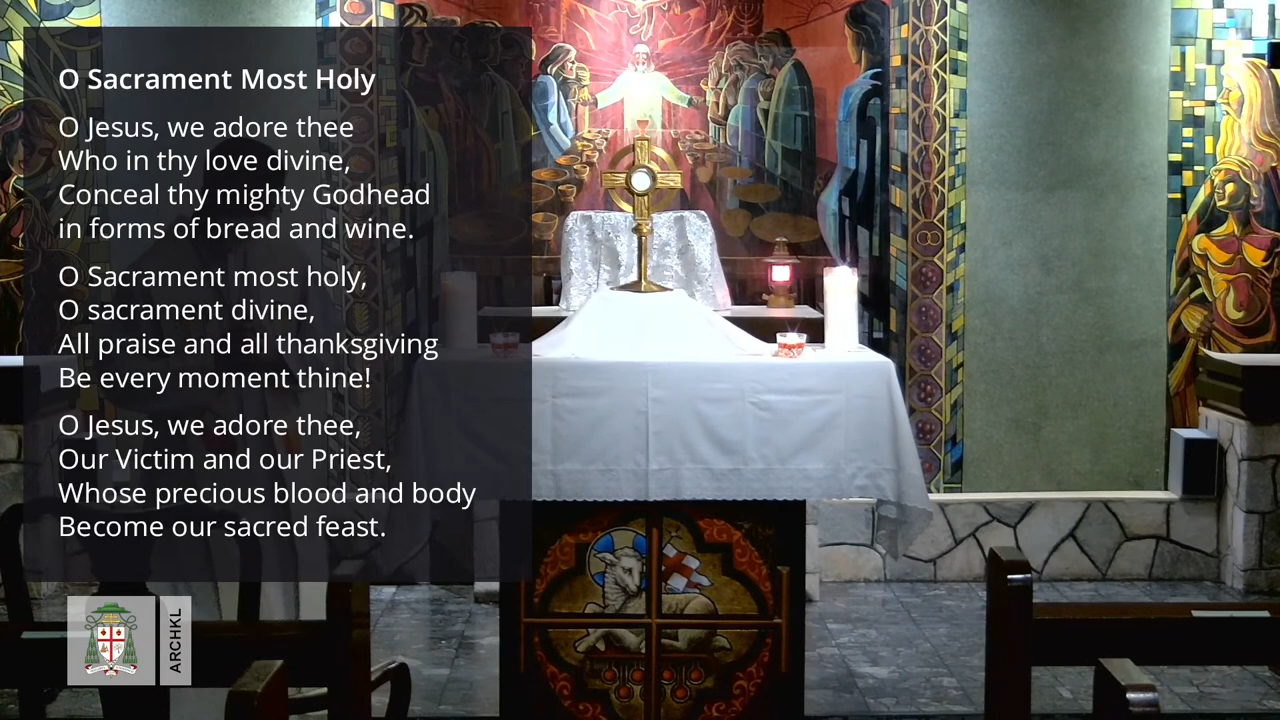 O Sacrament Most Holy
O Jesus, we adore thee
Who in thy love divine,
Conceal thy mighty Godhead
in forms of bread and wine.
O Sacrament most holy,
O sacrament divine,
All praise and all thanksgiving
Be every moment thine!
O Jesus, we adore thee,
Our Victim and our Priest,
Whose precious blood and body
Become our sacred feast.
ARCHKL